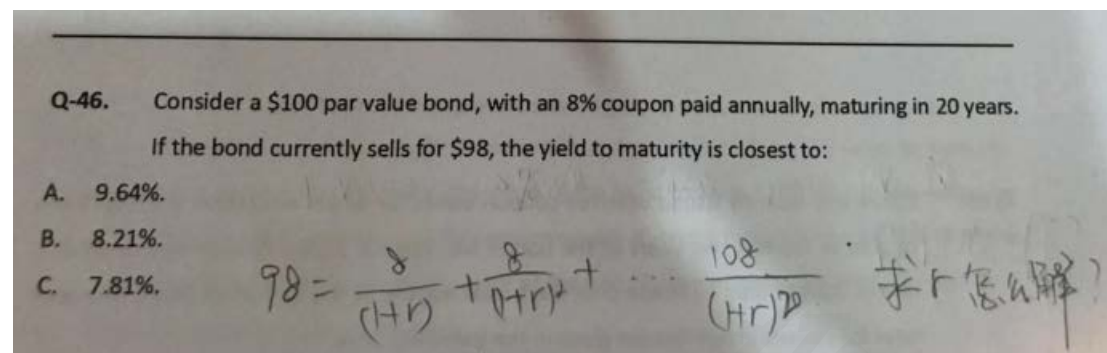 Q-46. Consider a $100 par value bond, with an 8% coupon paid annually, maturing in 20 years.
If the bond currently sells for $98, the yield to maturity is closest to:
A. 9.64%.
B. 8.21%.
C. 7.81%.
98 = 8/(1+r) + 8/(1+r)² + ... 108/(1+r)²⁰ 求r怎么解?